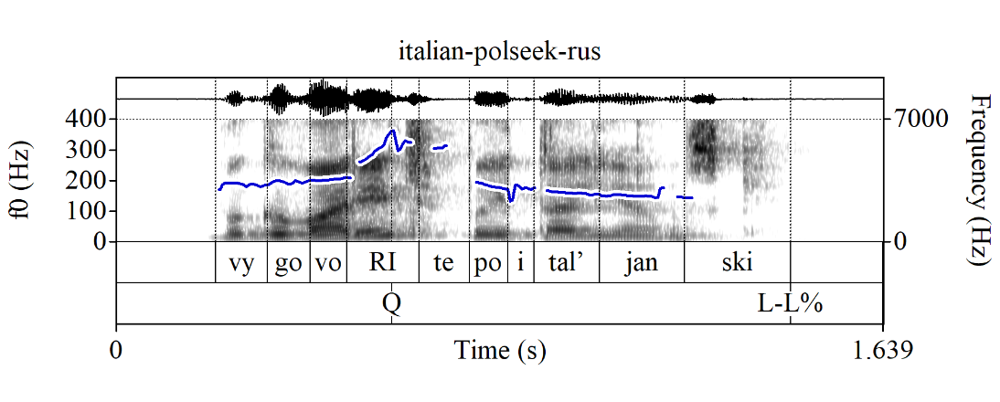 italian-polseek-rus
400
300
200
100
0
f0 (Hz)
7000
0
Frequency (Hz)
vy go vo RI te po i tal’ jan ski
Q L-L%
0 Time (s) 1.639